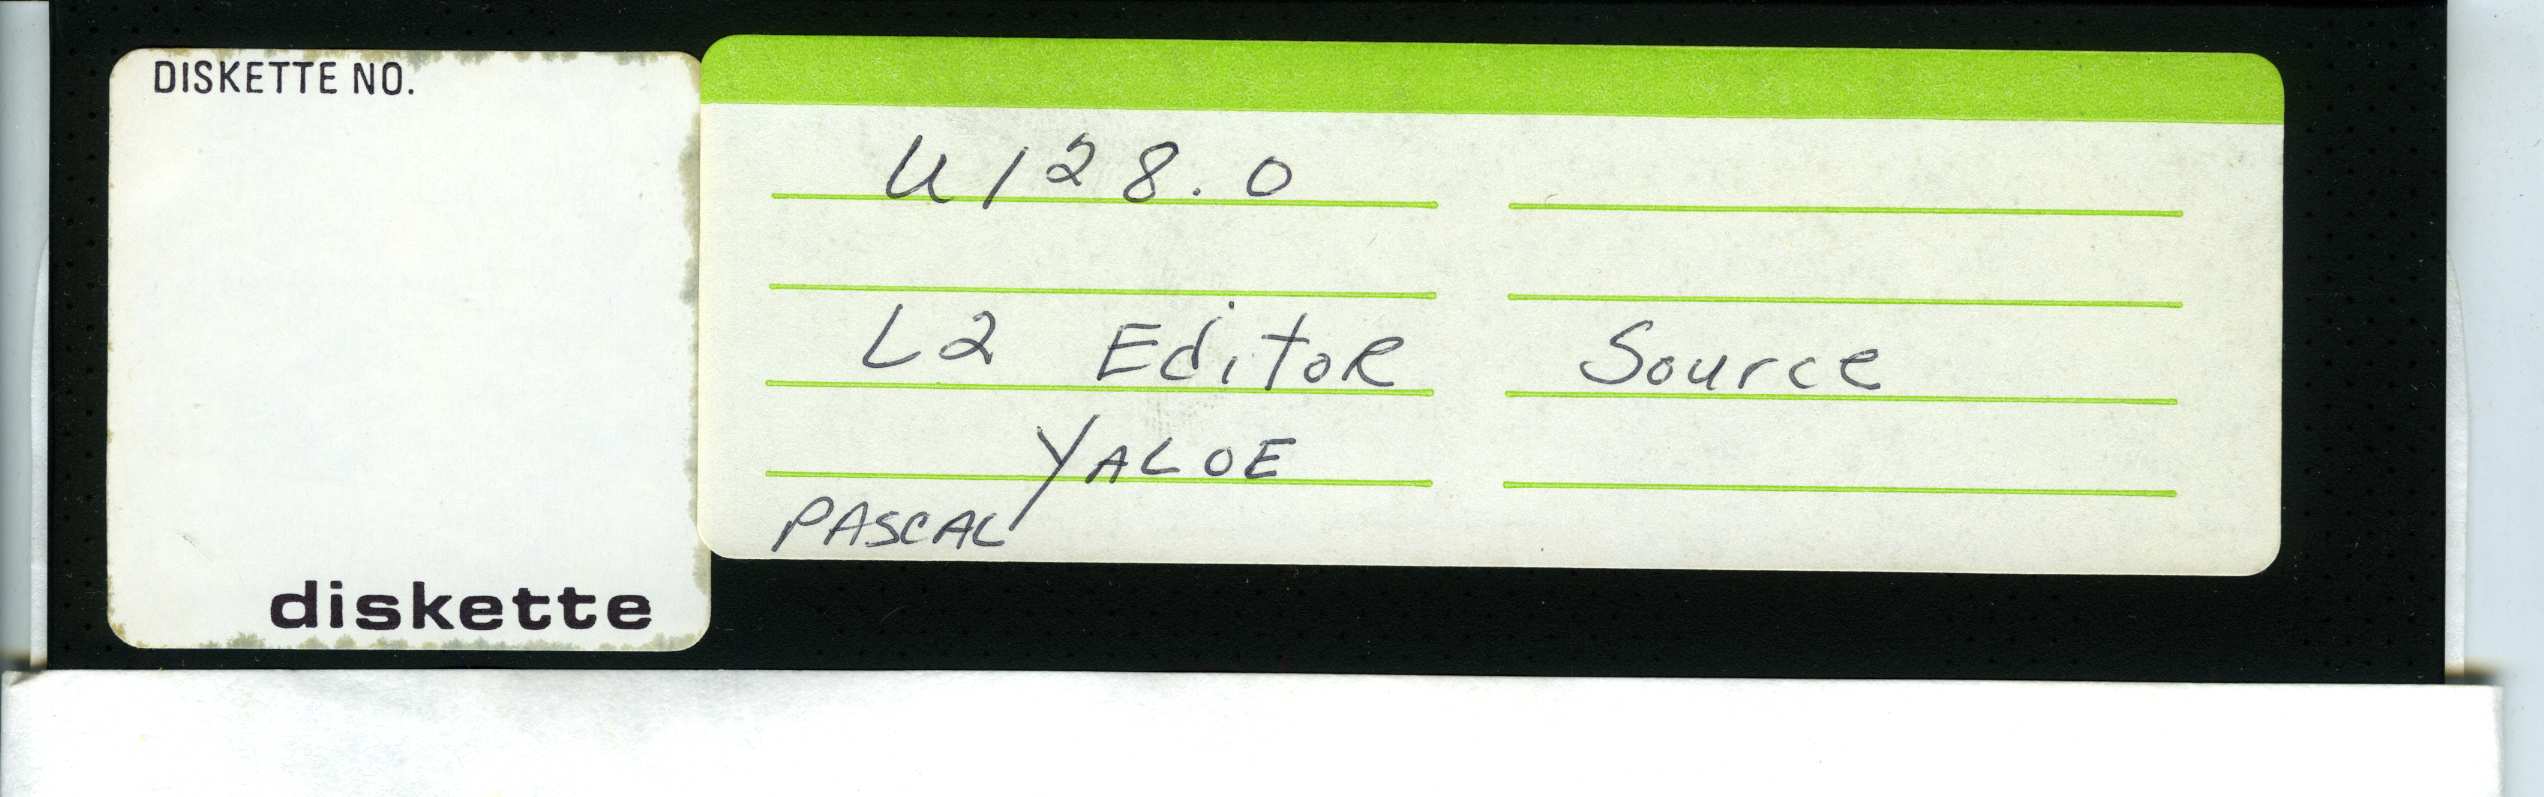 DISKETTE NO.
diskette
U128.0
L2 Editor Source
YALOE
PASCAL